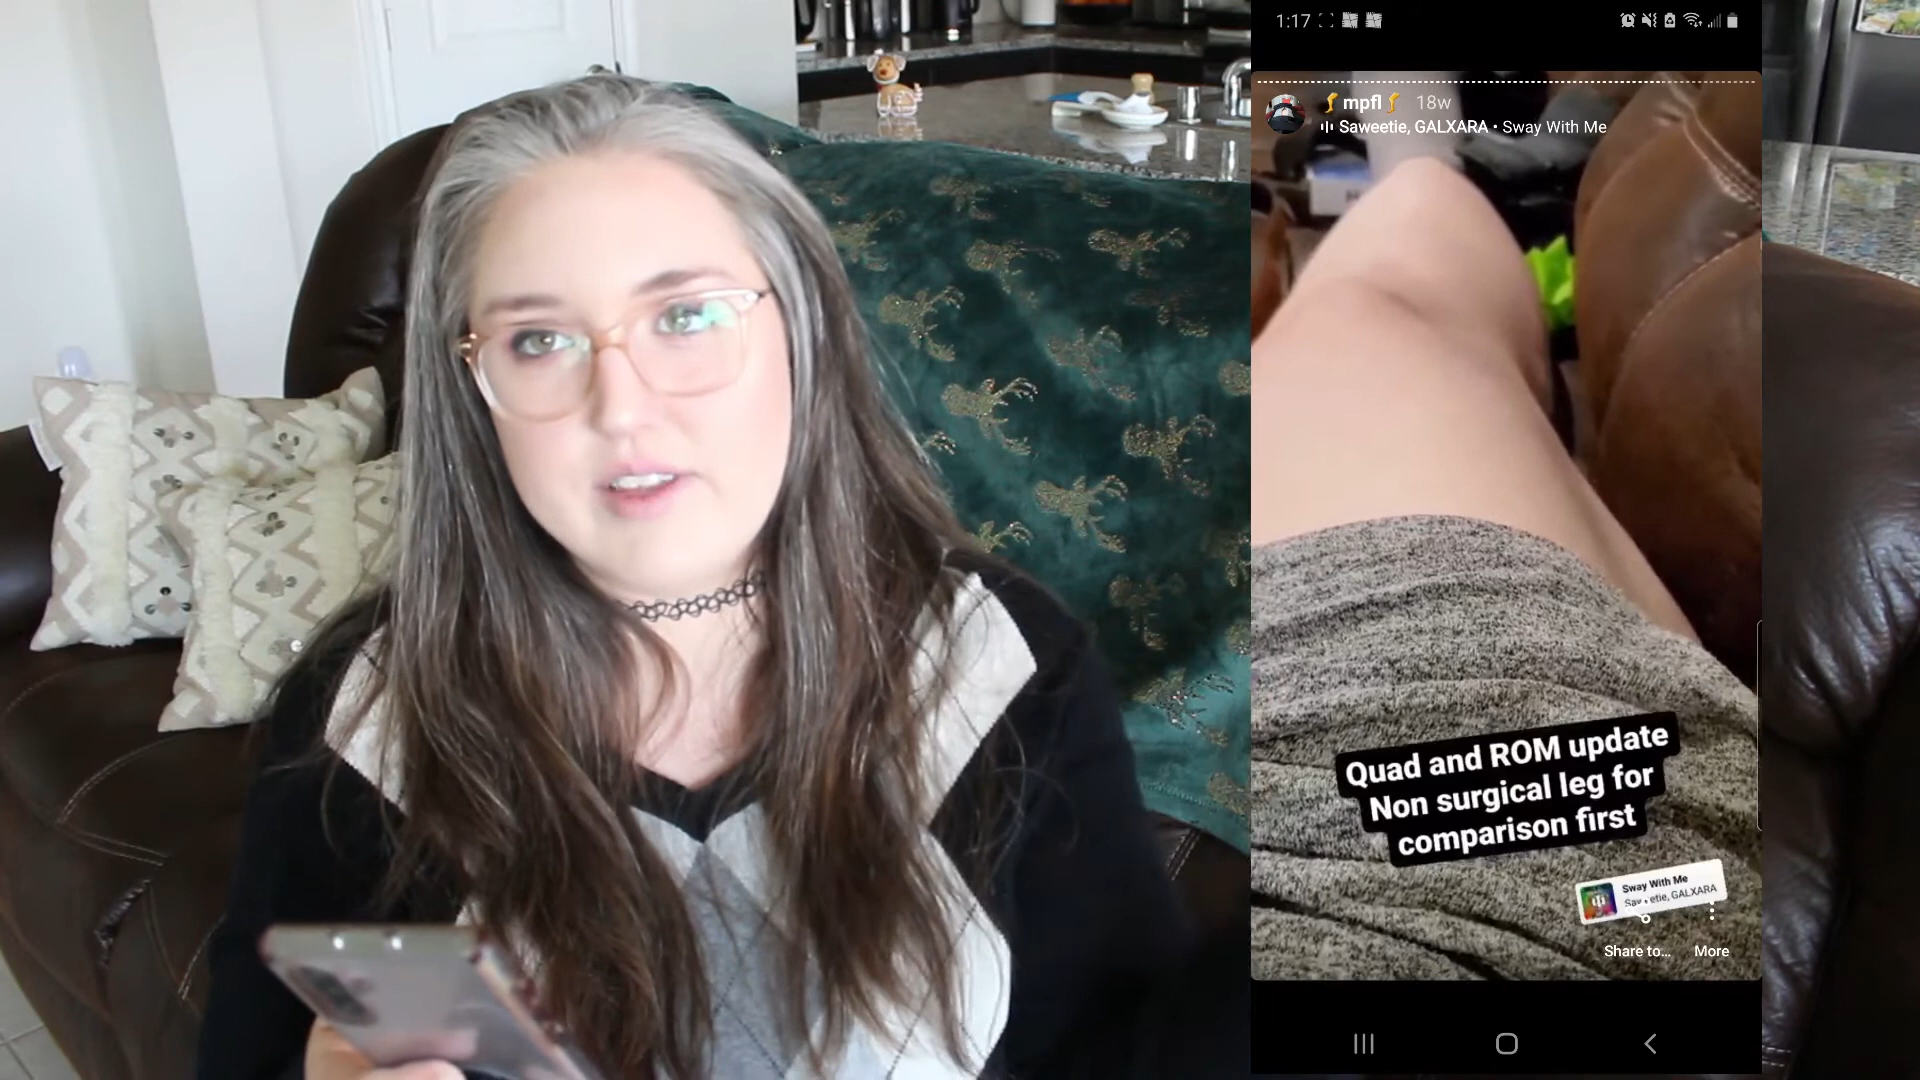 1:17
mpfl 18w
Saweetie, GALXARA • Sway With Me
Quad and ROM update
Non surgical leg for
comparison first
Sway With Me
GALXARA
Share to... More